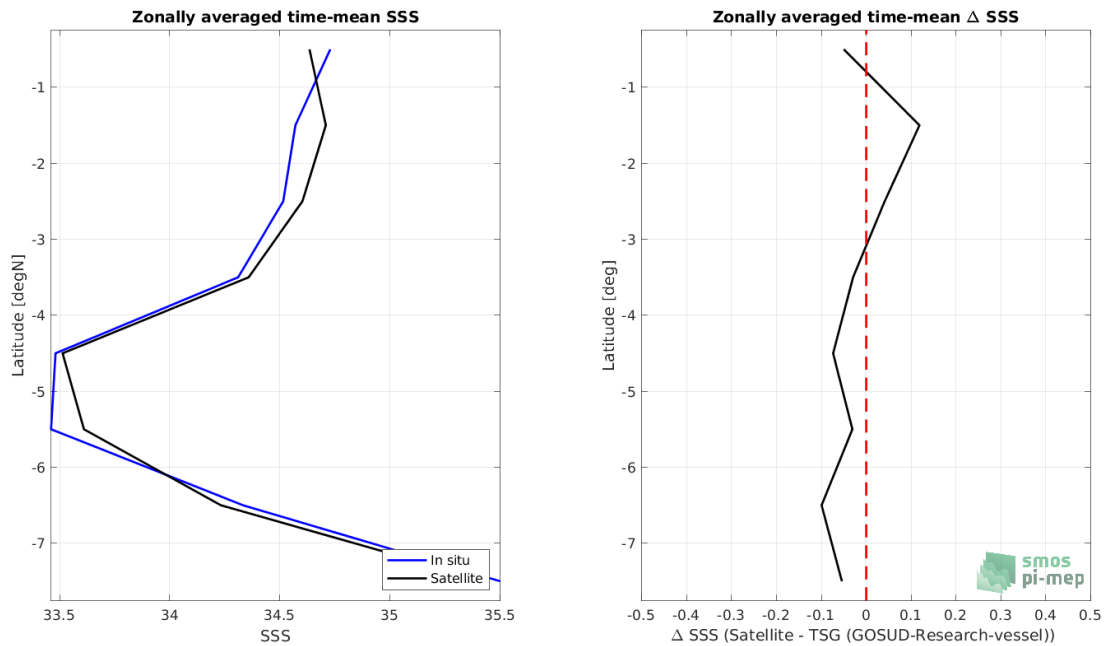 Zonally averaged time-mean SSS
-1
-2
-3
-4
-5
-6
-7
Latitude [degN]
33.5 34 34.5 35 35.5
SSS
In situ
Satellite
Zonally averaged time-mean Δ SSS
-1
-2
-3
-4
-5
-6
-7
Latitude [deg]
-0.5 -0.4 -0.3 -0.2 -0.1 0 0.1 0.2 0.3 0.4 0.5
Δ SSS (Satellite - TSG (GOSUD-Research-vessel))
smos
pi-mep